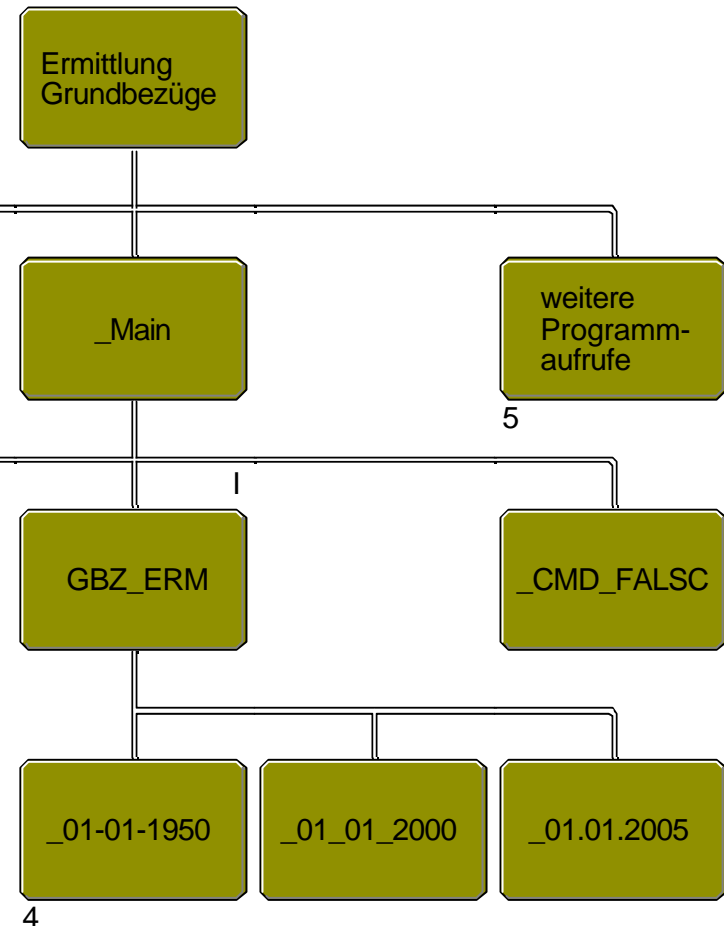 Ermittlung
Grundbezüge
_Main
weitere
Programm-
aufrufe
5
I
GBZ_ERM
_CMD_FALSC
_01-01-1950
_01_01_2000
_01.01.2005
4